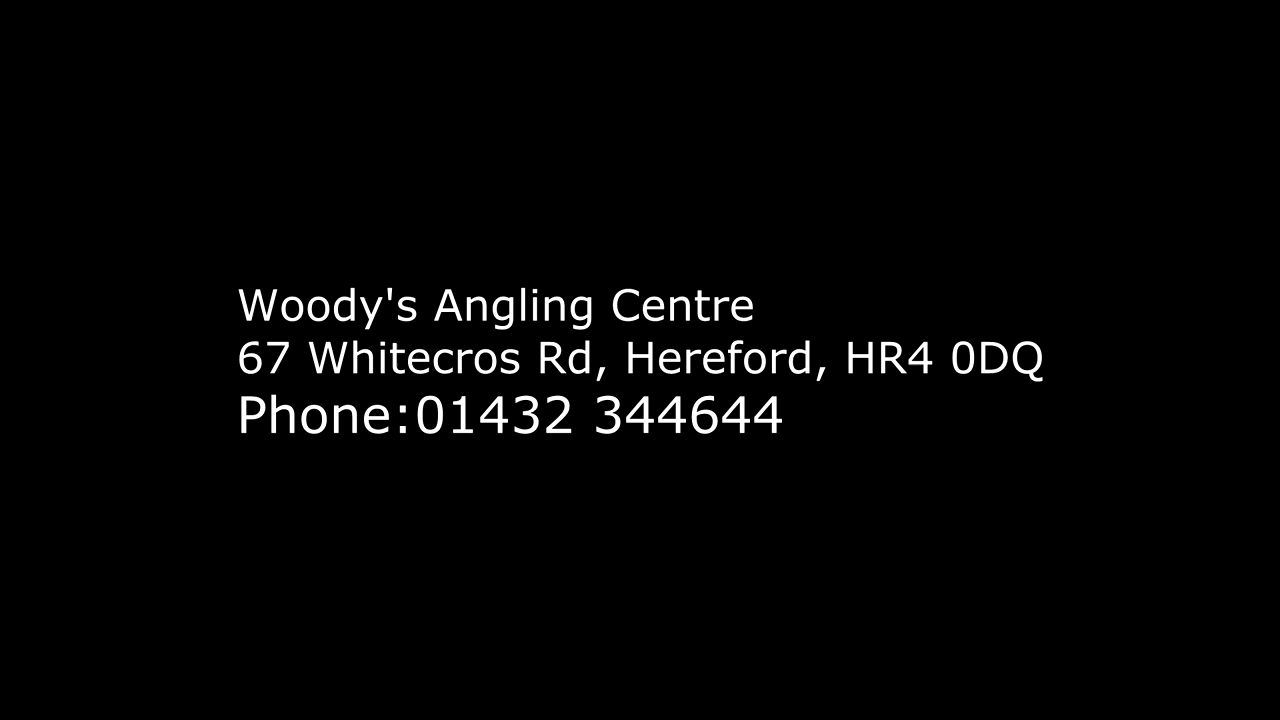 Woody's Angling Centre
67 Whitecros Rd, Hereford, HR4 0DQ
Phone:01432 344644